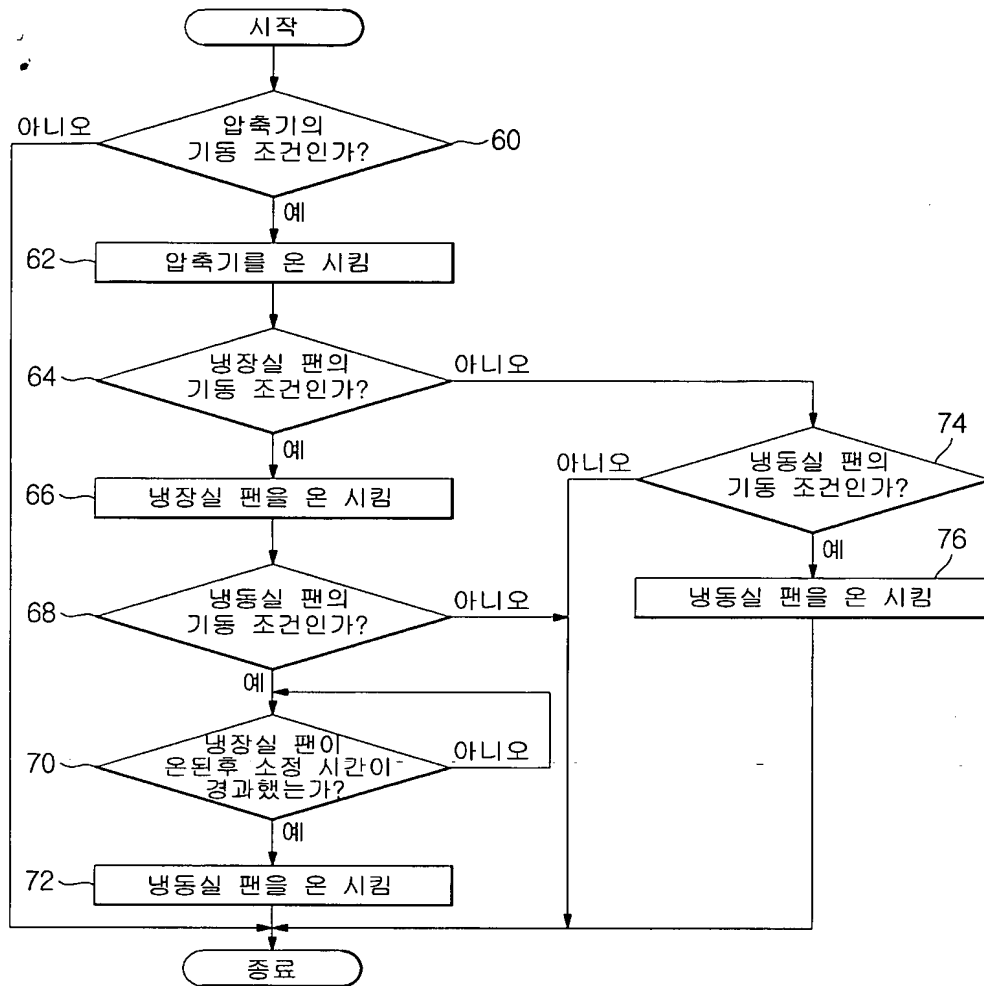 시작
아니오
압축기의
기동 조건인가?
60
예
62
압축기를 온 시킴
64
냉장실 팬의
기동 조건인가?
아니오
예
66
냉장실 팬을 온 시킴
74
아니오
냉동실 팬의
기동 조건인가?
예
76
냉동실 팬을 온 시킴
68
냉동실 팬의
기동 조건인가?
아니오
예
70
냉장실 팬이
온된후 소정 시간이
경과했는가?
아니오
예
72
냉동실 팬을 온 시킴
종료